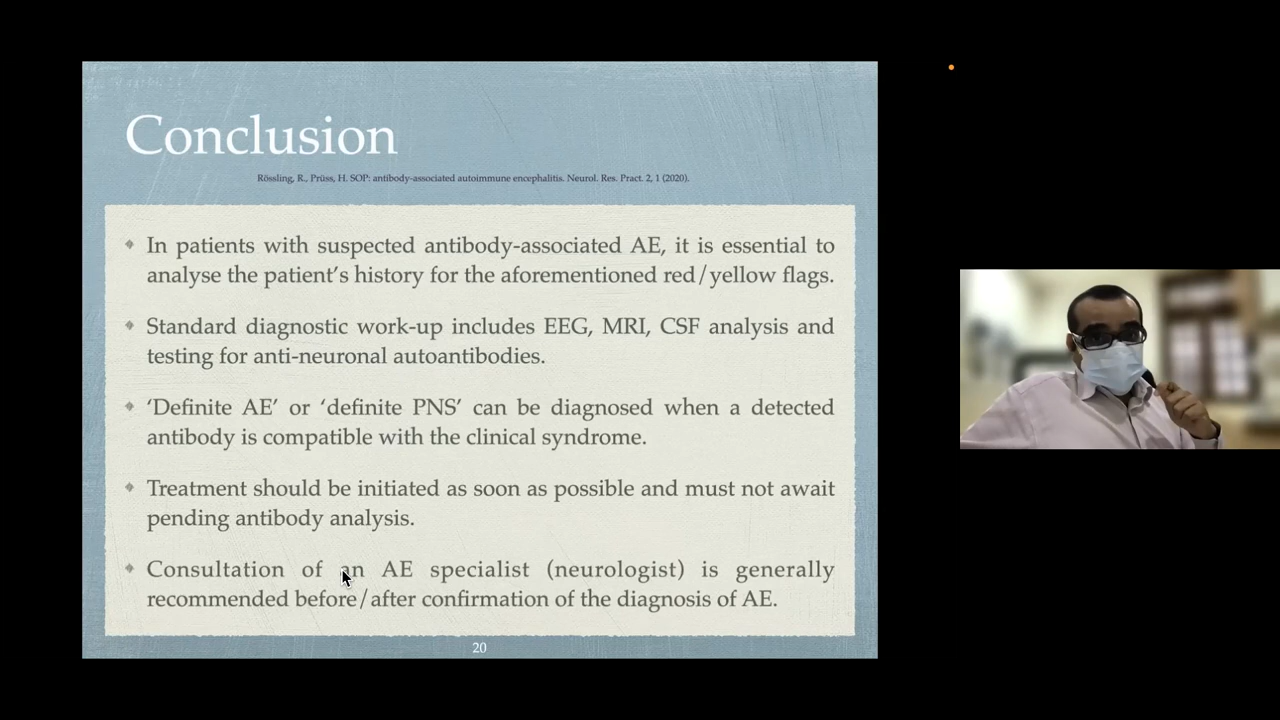 Conclusion
Rössling, R., Prüss, H. SOP: antibody-associated autoimmune encephalitis. Neurol. Res. Pract. 2, 1 (2020).
In patients with suspected antibody-associated AE, it is essential to
analyse the patient's history for the aforementioned red/yellow flags.
Standard diagnostic work-up includes EEG, MRI, CSF analysis and
testing for anti-neuronal autoantibodies.
‘Definite AE’ or ‘definite PNS’ can be diagnosed when a detected
antibody is compatible with the clinical syndrome.
Treatment should be initiated as soon as possible and must not await
pending antibody analysis.
Consultation of an AE specialist (neurologist) is generally
recommended before/after confirmation of the diagnosis of AE.
20